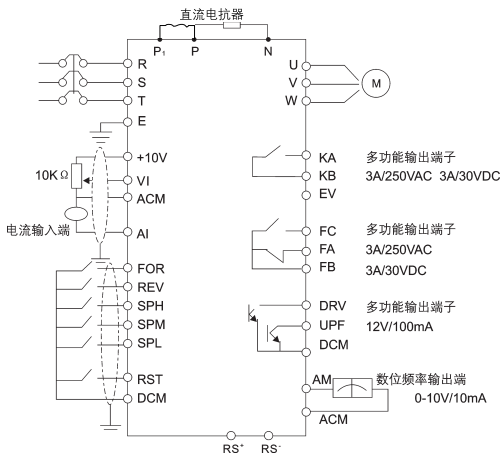 直流电抗器
P1 P N
R
S
T
E
+10V
10KΩ
VI
ACM
电流输入端
AI
FOR
REV
SPH
SPM
SPL
RST
DCM
U
V
W
M
KA 多功能输出端子
KB 3A/250VAC 3A/30VDC
EV
FC 多功能输出端子
FA 3A/250VAC
FB 3A/30VDC
DRV 多功能输出端子
UPF 12V/100mA
DCM
AM 数位频率输出端
0-10V/10mA
ACM
RS+ RS-